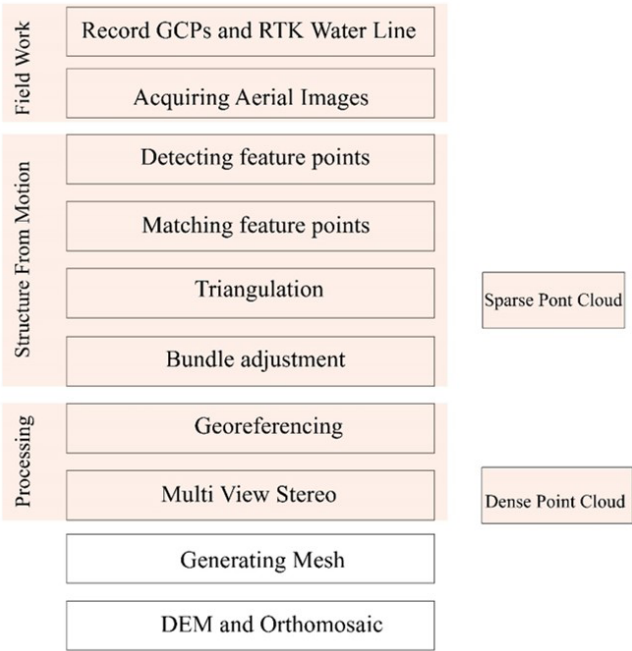 Field Work
Record GCPs and RTK Water Line
Acquiring Aerial Images
Structure From Motion
Detecting feature points
Matching feature points
Triangulation
Sparse Pont Cloud
Bundle adjustment
Processing
Georeferencing
Multi View Stereo
Dense Point Cloud
Generating Mesh
DEM and Orthomosaic